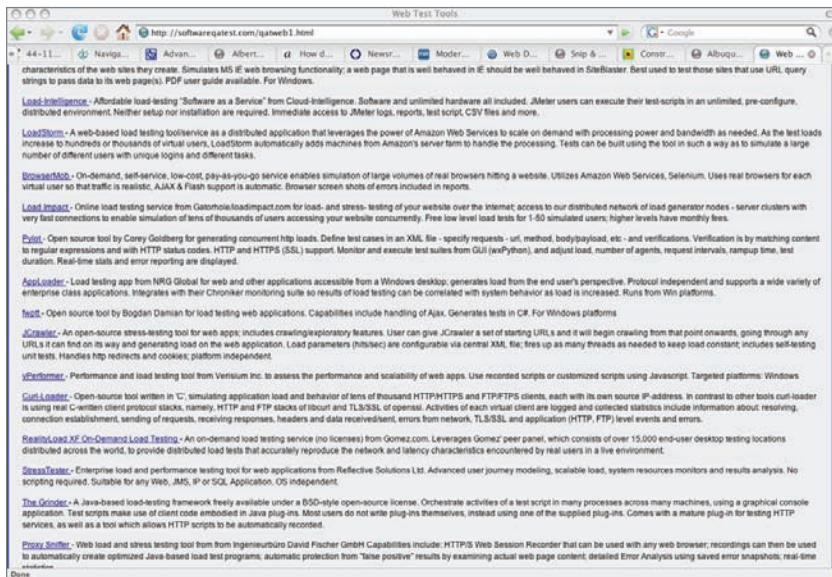 Web Test Tools
http://softwareqatest.com/qatweb1.html
Google
44-11... Naviga... Advan... Albert... How d... Newsr... Moder... Web D... Snip & ... Constr... Albuqu... Web ...
characteristics of the web sites they create. Simulates MS IE web browsing functionality; a web page that is well behaved in IE should be well behaved in SiteBlaster. Best used to test those sites that use URL query
strings to pass data to its web page(s). PDF user guide available. For Windows.
Load-Intelligence - Affordable load-testing "Software as a Service" from Cloud-Intelligence. Software and unlimited hardware all included. JMeter users can execute their test-scripts in an unlimited, pre-configure,
distributed environment. Neither setup nor installation are required. Immediate access to JMeter logs, reports, test script, CSV files and more.
LoadStorm - A web-based load testing tool/service as a distributed application that leverages the power of Amazon Web Services to scale on demand with processing power and bandwidth as needed. As the test loads
increase to hundreds or thousands of virtual users, LoadStorm automatically adds machines from Amazon's server farm to handle the processing. Tests can be built using the tool in such a way as to simulate a large
number of different users with unique logins and different tasks.
BrowserMob - On-demand, self-service, low-cost, pay-as-you-go service enables simulation of large volumes of real browsers hitting a website. Utilizes Amazon Web Services, Selenium. Uses real browsers for each
virtual user so that traffic is realistic, AJAX & Flash support is automatic. Browser screen shots of errors included in reports.
Load Impact - Online load testing service from Gatorhole/loadimpact.com for load- and stress- testing of your website over the Internet; access to our distributed network of load generator nodes - server clusters with
very fast connections to enable simulation of tens of thousands of users accessing your website concurrently. Free low level load tests for 1-50 simulated users; higher levels have monthly fees.
Pylot - Open source tool by Corey Goldberg for generating concurrent http loads. Define test cases in an XML file - specify requests - url, method, body/payload, etc - and verifications. Verification is by matching content
to regular expressions and with HTTP status codes. HTTP and HTTPS (SSL) support. Monitor and execute test suites from GUI (wxPython), and adjust load, number of agents, request intervals, rampup time, test
duration. Real-time stats and error reporting are displayed.
AppLoader - Load testing app from NRG Global for web and other applications accessible from a Windows desktop; generates load from the end user's perspective. Protocol independent and supports a wide variety of
enterprise class applications. Integrates with their Chroniker monitoring suite so results of load testing can be correlated with system behavior as load is increased. Runs from Win platforms.
fwptt - Open source tool by Bogdan Damian for load testing web applications. Capabilities include handling of Ajax. Generates tests in C#. For Windows platforms
JCrawler - An open-source stress-testing tool for web apps; includes crawling/exploratory features. User can give JCrawler a set of starting URLs and it will begin crawling from that point onwards, going through any
URLs it can find on its way and generating load on the web application. Load parameters (hits/sec) are configurable via central XML file; fires up as many threads as needed to keep load constant; includes self-testing
unit tests. Handles http redirects and cookies; platform independent.
vPerformer - Performance and load testing tool from Verisium Inc. to assess the performance and scalability of web apps. Use recorded scripts or customized scripts using Javascript. Targeted platforms: Windows
Curl-Loader - Open-source tool written in 'C', simulating application load and behavior of tens of thousand HTTP/HTTPS and FTP/FTPS clients, each with its own source IP-address. In contrast to other tools curl-loader
is using real C-written client protocol stacks, namely, HTTP and FTP stacks of libcurl and TLS/SSL of openssl. Activities of each virtual client are logged and collected statistics include information about: resolving,
connection establishment, sending of requests, receiving responses, headers and data received/sent, errors from network, TLS/SSL and application (HTTP, FTP) level events and errors.
RealityLoad XF On-Demand Load Testing - An on-demand load testing service (no licenses) from Gomez.com. Leverages Gomez' peer panel, which consists of over 15,000 end-user desktop testing locations
distributed across the world, to provide distributed load tests that accurately reproduce the network and latency characteristics encountered by real users in a live environment.
StressTester - Enterprise load and performance testing tool for web applications from Reflective Solutions Ltd. Advanced user journey modeling, scalable load, system resources monitors and results analysis. No
scripting required. Suitable for any Web, JMS, IP or SQL Application. OS independent.
The Grinder - A Java-based load-testing framework freely available under a BSD-style open-source license. Orchestrate activities of a test script in many processes across many machines, using a graphical console
application. Test scripts make use of client code embodied in Java plug-ins. Most users do not write plug-ins themselves, instead using one of the supplied plug-ins. Comes with a mature plug-in for testing HTTP
services, as well as a tool which allows HTTP scripts to be automatically recorded.
Proxy Sniffer - Web load and stress testing tool from from Ingenieurbüro David Fischer GmbH Capabilities include: HTTP/S Web Session Recorder that can be used with any web browser; recordings can then be used
to automatically create optimized Java-based load test programs; automatic protection from "false positive" results by examining actual web page content; detailed Error Analysis using saved error snapshots; real-time
statistics
Done